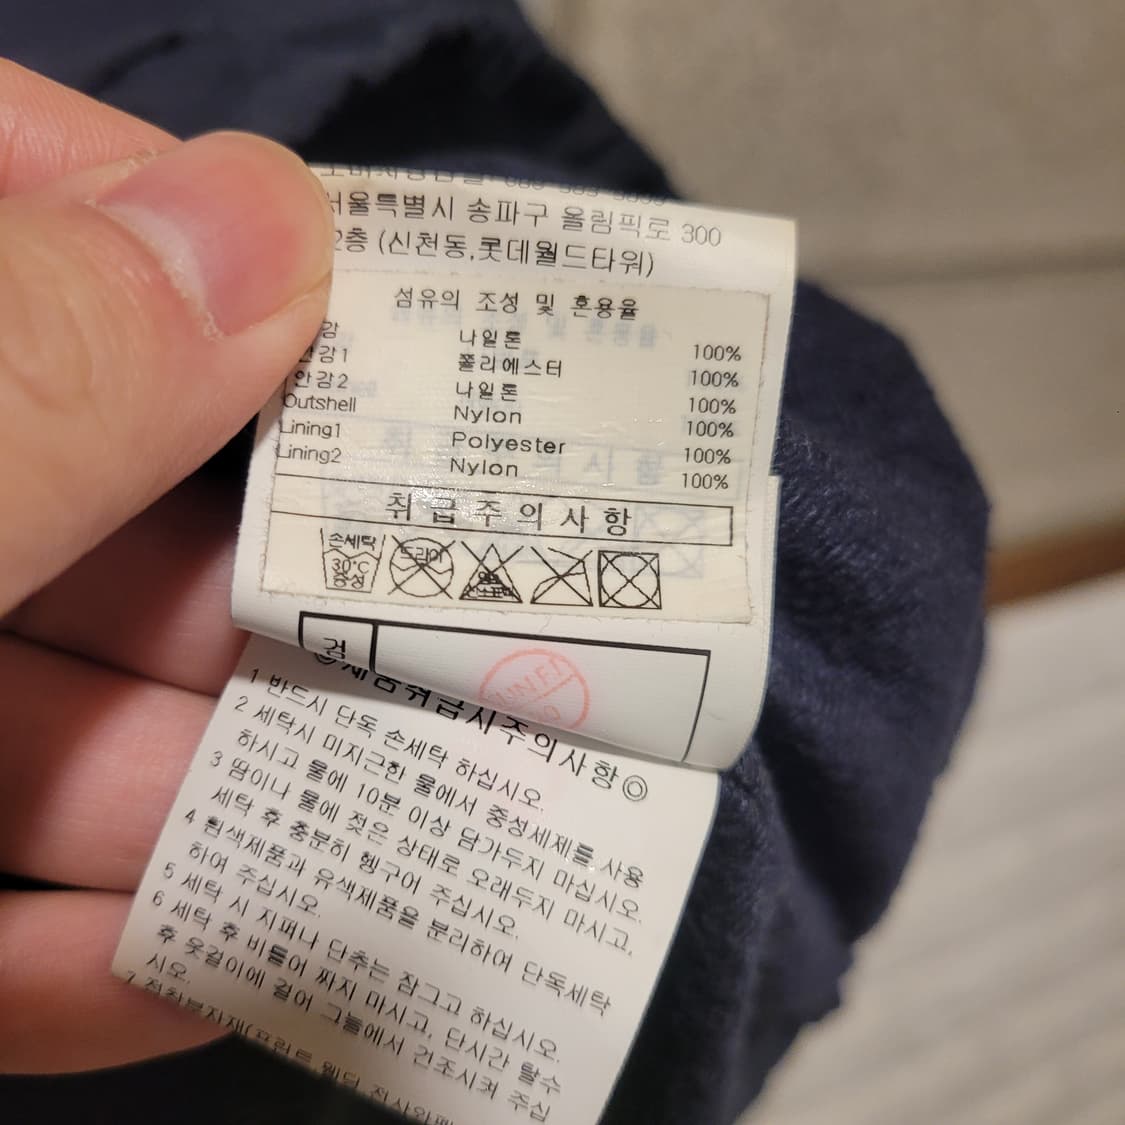 서울특별시 송파구 올림픽로 300
2층 (신천동,롯데월드타워)
섬유의 조성 및 혼용율
감 나일론 100%
안감1 폴리에스터 100%
안감2 나일론 100%
Outshell Nylon 100%
Lining1 Polyester 100%
Lining2 Nylon 100%
취급주의사항
손세탁
30°C
중성
드라이
검
제품취급시주의사항◎
1 반드시 단독 손세탁 하십시오.
2 세탁시 미지근한 물에서 중성세제를 사용
하시고 물에 10분 이상 담가두지 마십시오.
3 땀이나 물에 젖은 상태로 오래두지 마시고,
세탁 후 충분히 헹구어 주십시오.
4 흰색제품과 유색제품을 분리하여 단독세탁
하여 주십시오.
5 세탁 시 지퍼나 단추는 잠그고 하십시오.
6 세탁 후 비틀어 짜지 마시고, 단시간 탈수
후 옷걸이에 걸어 그늘에서 건조시켜 주십
시오.